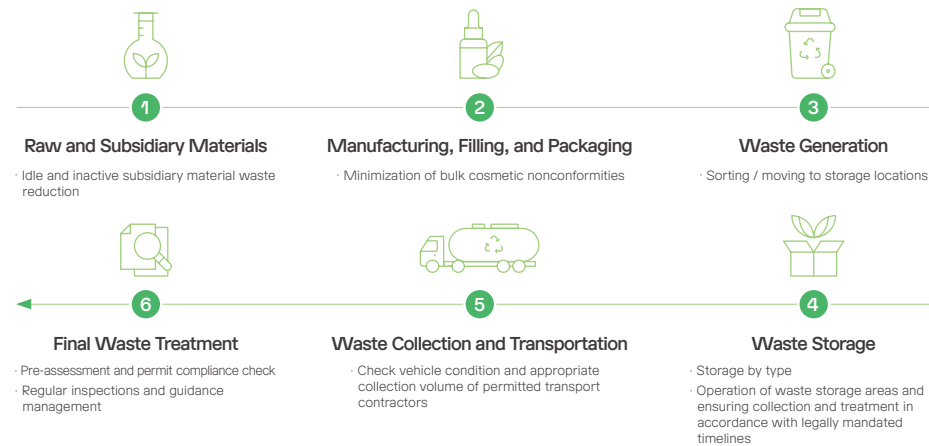 1
Raw and Subsidiary Materials
· Idle and inactive subsidiary material waste
reduction
2
Manufacturing, Filling, and Packaging
· Minimization of bulk cosmetic nonconformities
3
Waste Generation
· Sorting / moving to storage locations
4
Waste Storage
· Storage by type
· Operation of waste storage areas and
ensuring collection and treatment in
accordance with legally mandated
timelines
5
Waste Collection and Transportation
· Check vehicle condition and appropriate
collection volume of permitted transport
contractors
6
Final Waste Treatment
· Pre-assessment and permit compliance check
· Regular inspections and guidance
management